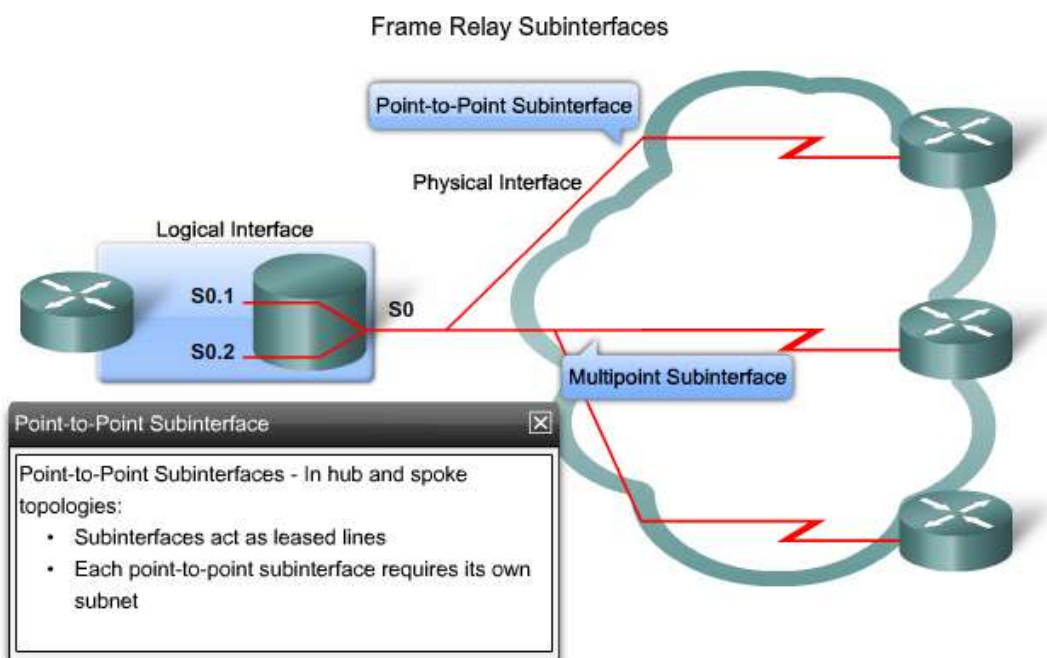 Frame Relay Subinterfaces
Point-to-Point Subinterface
Physical Interface
Logical Interface
S0.1
S0
S0.2
Multipoint Subinterface
Point-to-Point Subinterface
Point-to-Point Subinterfaces - In hub and spoke
topologies:
• Subinterfaces act as leased lines
• Each point-to-point subinterface requires its own
subnet